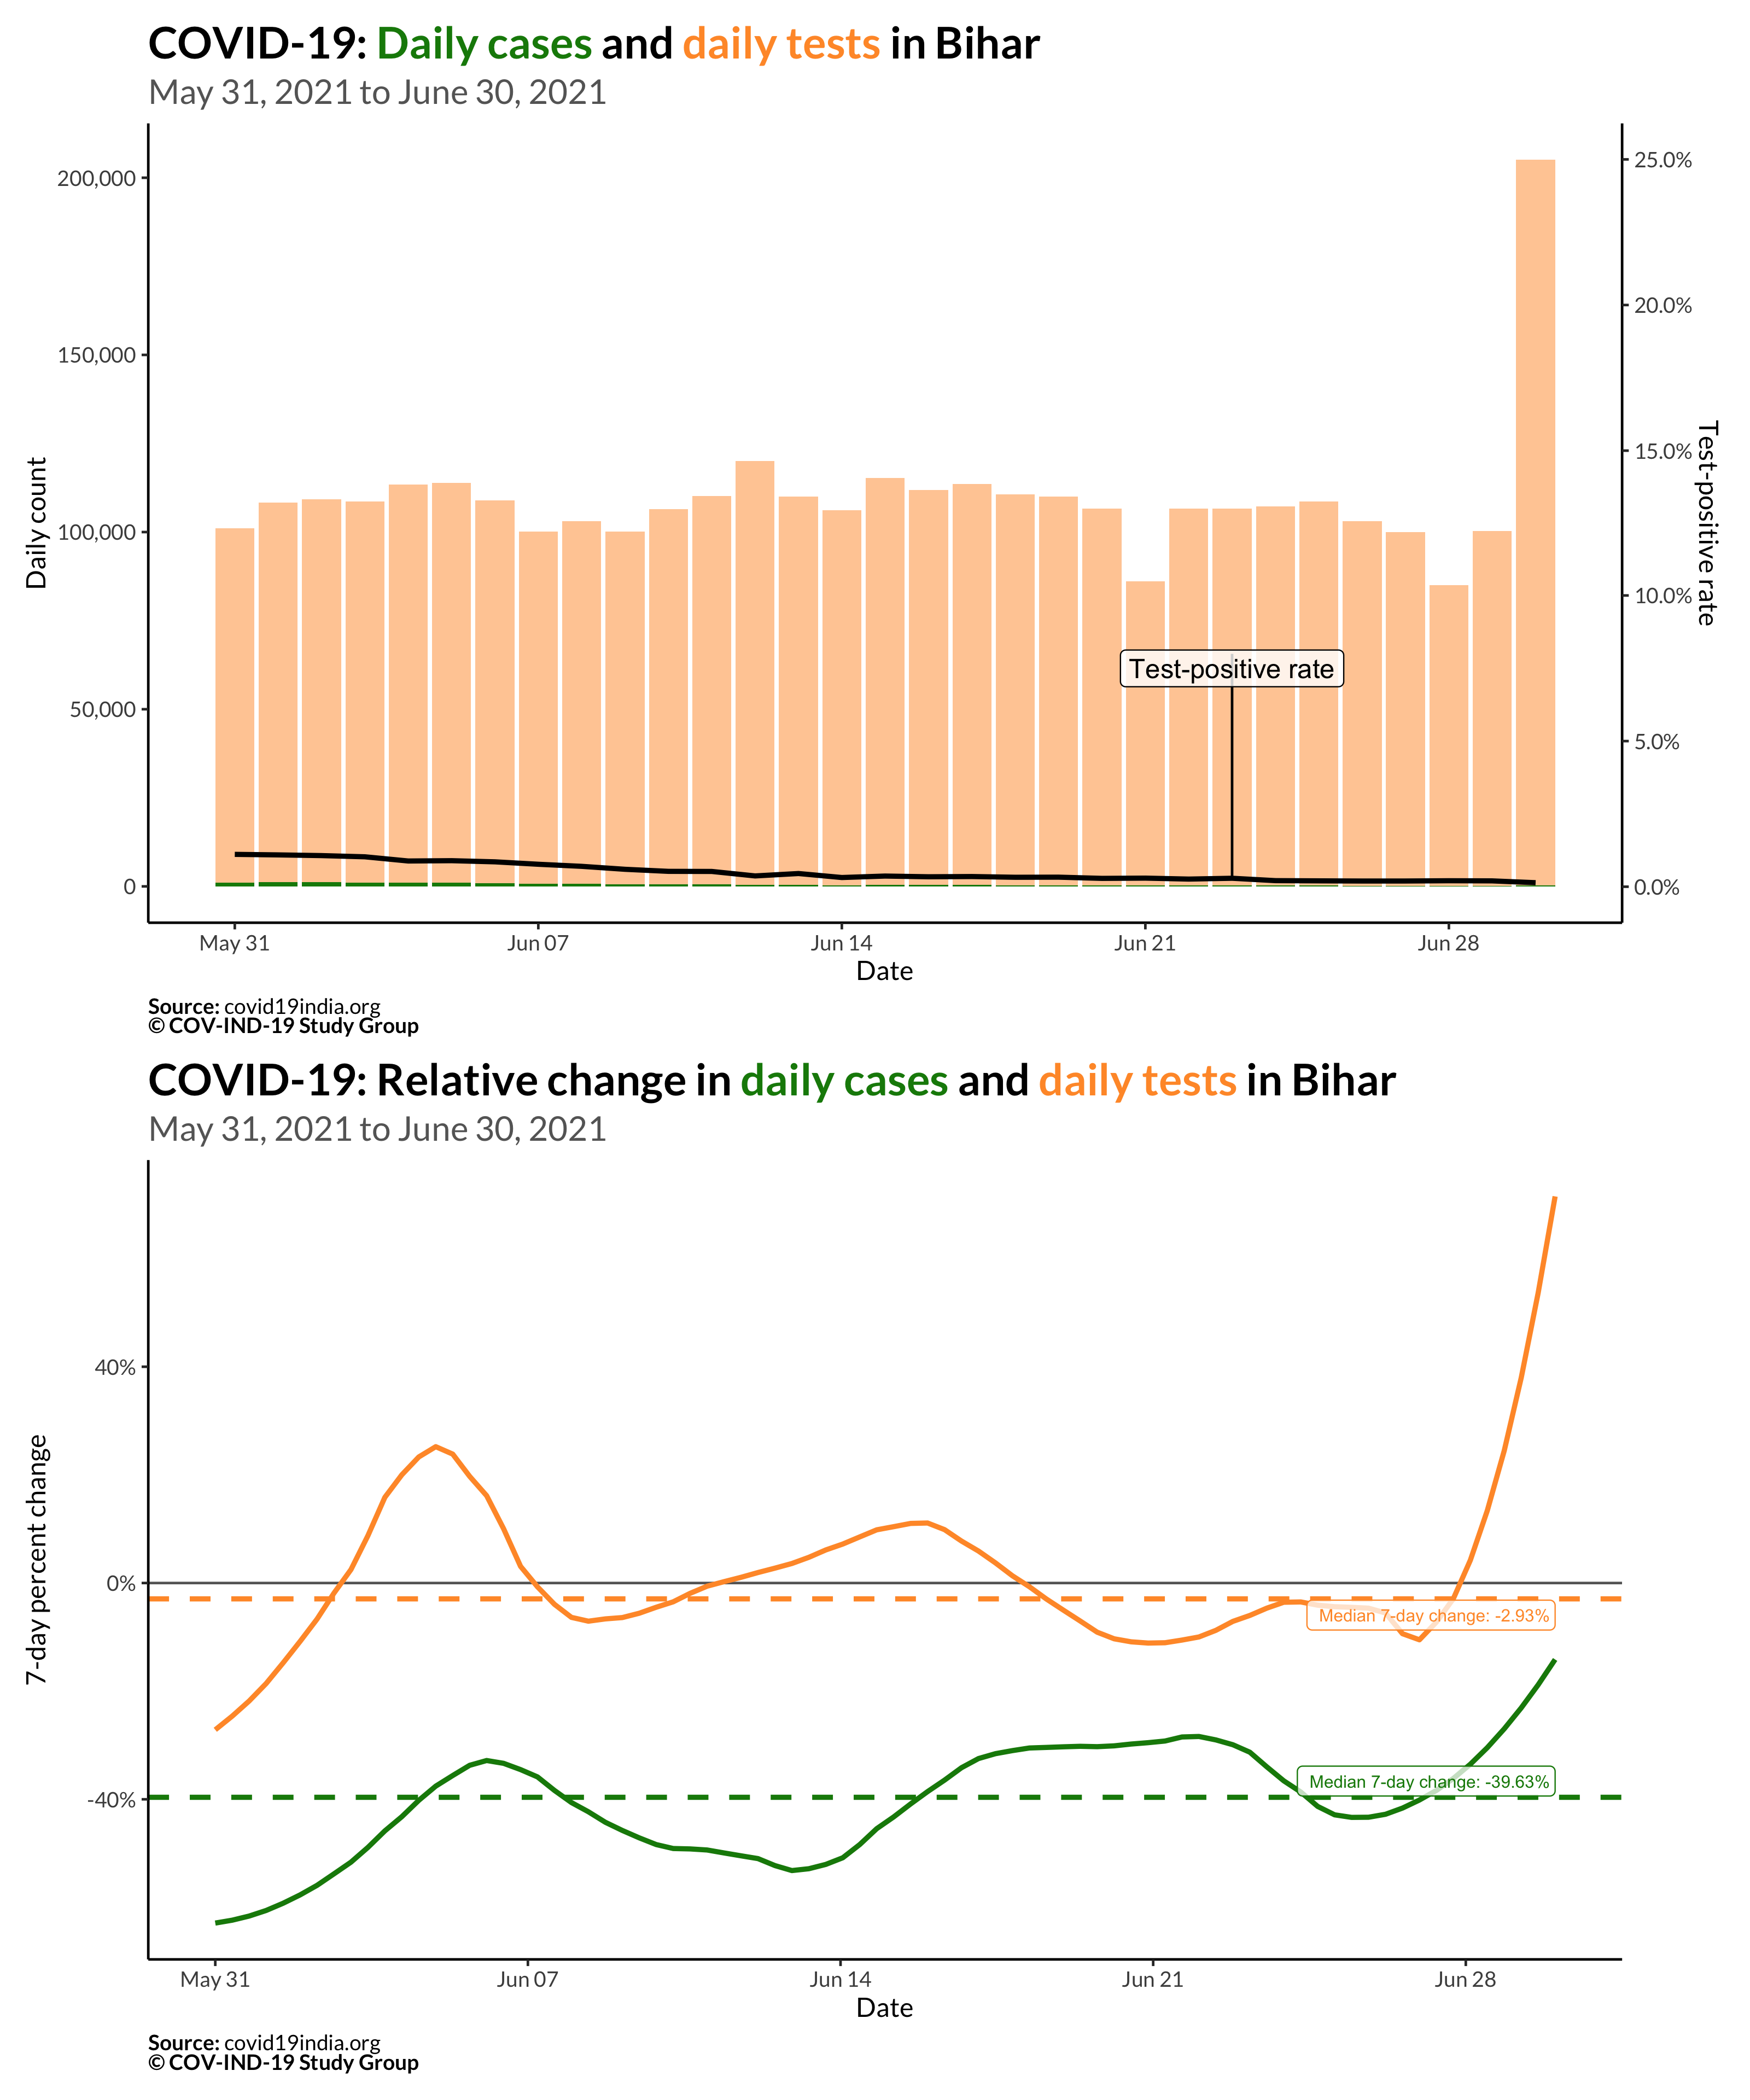 COVID-19: Daily cases and daily tests in Bihar
May 31, 2021 to June 30, 2021
200,000
150,000
100,000
50,000
0
Daily count
25.0%
20.0%
15.0%
10.0%
5.0%
0.0%
Test-positive rate
Test-positive rate
May 31
Jun 07
Jun 14
Jun 21
Jun 28
Date
Source: covid19india.org
© COV-IND-19 Study Group
COVID-19: Relative change in daily cases and daily tests in Bihar
May 31, 2021 to June 30, 2021
40%
0%
-40%
7-day percent change
Median 7-day change: -2.93%
Median 7-day change: -39.63%
May 31
Jun 07
Jun 14
Jun 21
Jun 28
Date
Source: covid19india.org
© COV-IND-19 Study Group